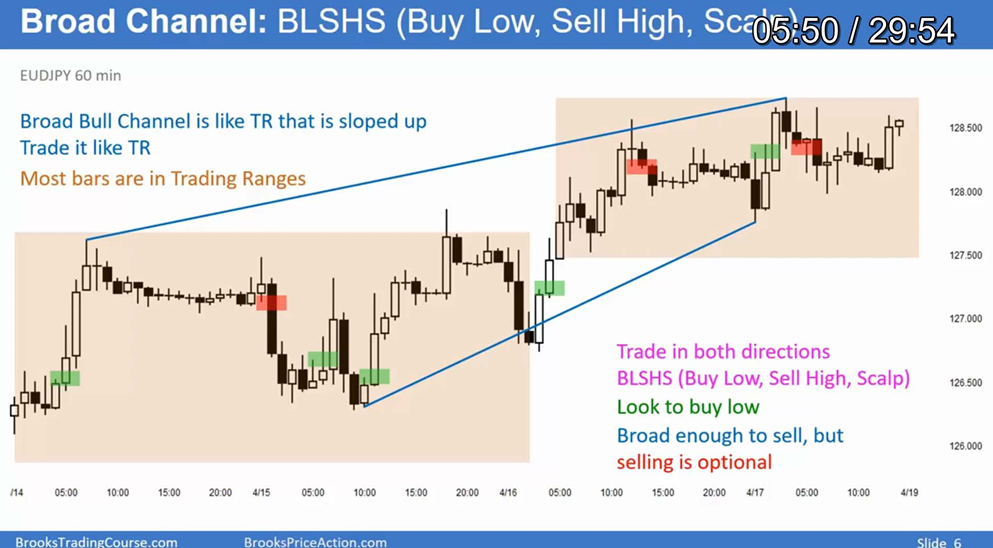 Broad Channel: BLSHS (Buy Low, Sell High, Scalp)
05:50 / 29:54
EUDJPY 60 min
Broad Bull Channel is like TR that is sloped up
Trade it like TR
Most bars are in Trading Ranges
128.500
128.000
127.500
127.000
126.500
126.000
Trade in both directions
BLSHS (Buy Low, Sell High, Scalp)
Look to buy low
Broad enough to sell, but
selling is optional
/14 05:00 10:00 15:00 20:00 4/15 05:00 10:00 15:00 20:00 4/16 05:00 10:00 15:00 20:00 4/17 05:00 10:00 4/19
BrooksTradingCourse.com BrooksPriceAction.com Slide 6